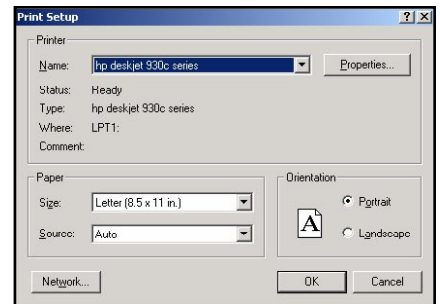 Print Setup
Printer
Name: hp deskjet 930c series Properties...
Status: Ready
Type: hp deskjet 930c series
Where: LPT1:
Comment:
Paper
Size: Letter (8.5 x 11 in.)
Source: Auto
Orientation
A
Portrait
Landscape
Network... OK Cancel